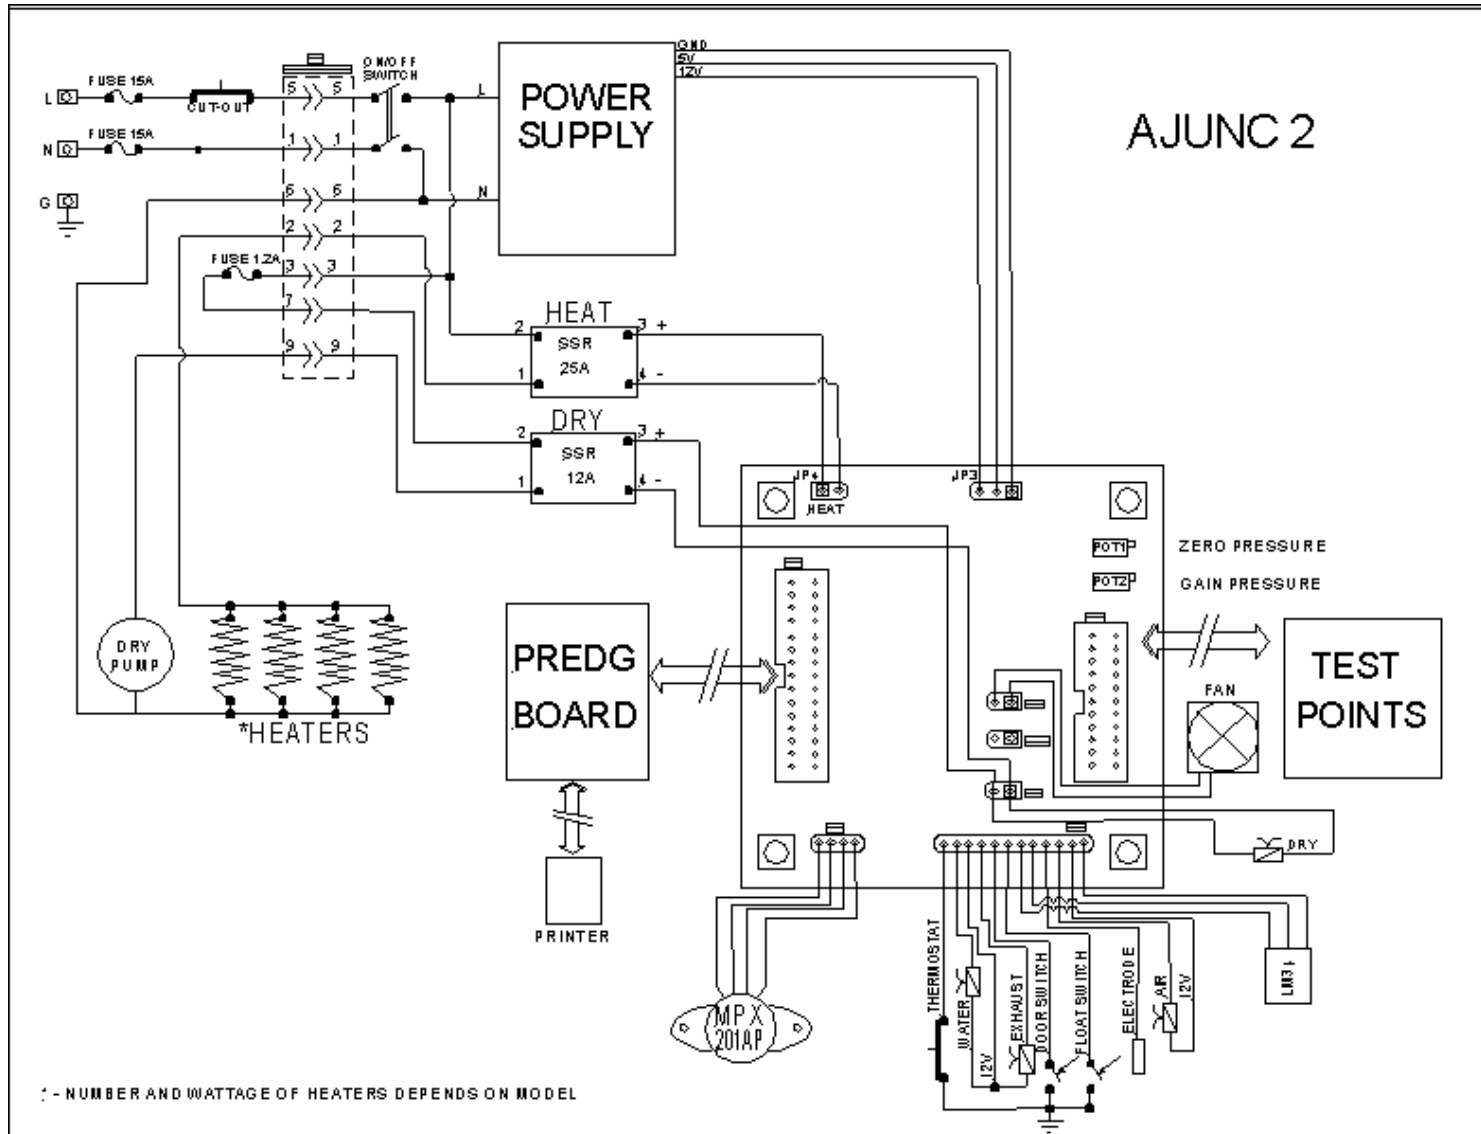 GND
5V
12V
ON/OFF
SWITCH
FUSE 15A
L
CUT-OUT
5 5
L
POWER
SUPPLY
AJUNC 2
FUSE 15A
N
1 1
G
6 6
N
2 2
FUSE 1.2A
3 3
7
9 9
HEAT
2
SSR
25A
1
3 +
4 -
DRY
2
SSR
12A
1
3 +
4 -
JP4
HEAT
JP3
POT1
ZERO PRESSURE
POT2
GAIN PRESSURE
DRY
PUMP
*HEATERS
PREDG
BOARD
TEST
POINTS
FAN
DRY
PRINTER
MPX
201AP
THERMOSTAT
WATER
12V
EXHAUST
DOOR SWITCH
FLOAT SWITCH
ELECTRODE
AIR
12V
* - NUMBER AND WATTAGE OF HEATERS DEPENDS ON MODEL